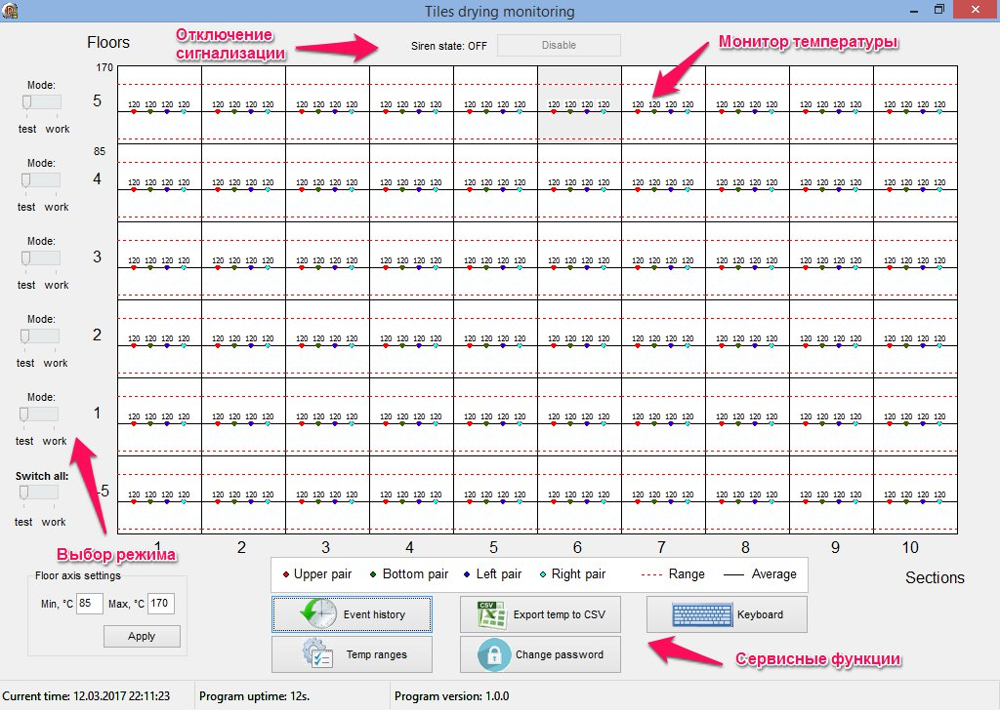 Tiles drying monitoring
Floors
Отключение
сигнализации
Siren state: OFF
Disable
Монитор температуры
170
Mode:
test work
5
120 120 120 120 120 120 120 120 120 120 120 120 120 120 120 120 120 120 120 120 120 120 120 120 120 120 120 120 120 120 120 120 120 120 120 120 120 120 120 120
85
Mode:
test work
4
120 120 120 120 120 120 120 120 120 120 120 120 120 120 120 120 120 120 120 120 120 120 120 120 120 120 120 120 120 120 120 120 120 120 120 120 120 120 120 120
Mode:
test work
3
120 120 120 120 120 120 120 120 120 120 120 120 120 120 120 120 120 120 120 120 120 120 120 120 120 120 120 120 120 120 120 120 120 120 120 120 120 120 120 120
Mode:
test work
2
120 120 120 120 120 120 120 120 120 120 120 120 120 120 120 120 120 120 120 120 120 120 120 120 120 120 120 120 120 120 120 120 120 120 120 120 120 120 120 120
Mode:
test work
1
120 120 120 120 120 120 120 120 120 120 120 120 120 120 120 120 120 120 120 120 120 120 120 120 120 120 120 120 120 120 120 120 120 120 120 120 120 120 120 120
Switch all:
test work
-5
120 120 120 120 120 120 120 120 120 120 120 120 120 120 120 120 120 120 120 120 120 120 120 120 120 120 120 120 120 120 120 120 120 120 120 120 120 120 120 120
1 2 3 4 5 6 7 8 9 10
Выбор режима
Upper pair Bottom pair Left pair Right pair Range Average
Sections
Floor axis settings
Min, °C 85 Max, °C 170
Apply
Event history
CSV
Export temp to CSV
Keyboard
Temp ranges
Change password
Сервисные функции
Current time: 12.03.2017 22:11:23
Program uptime: 12s.
Program version: 1.0.0